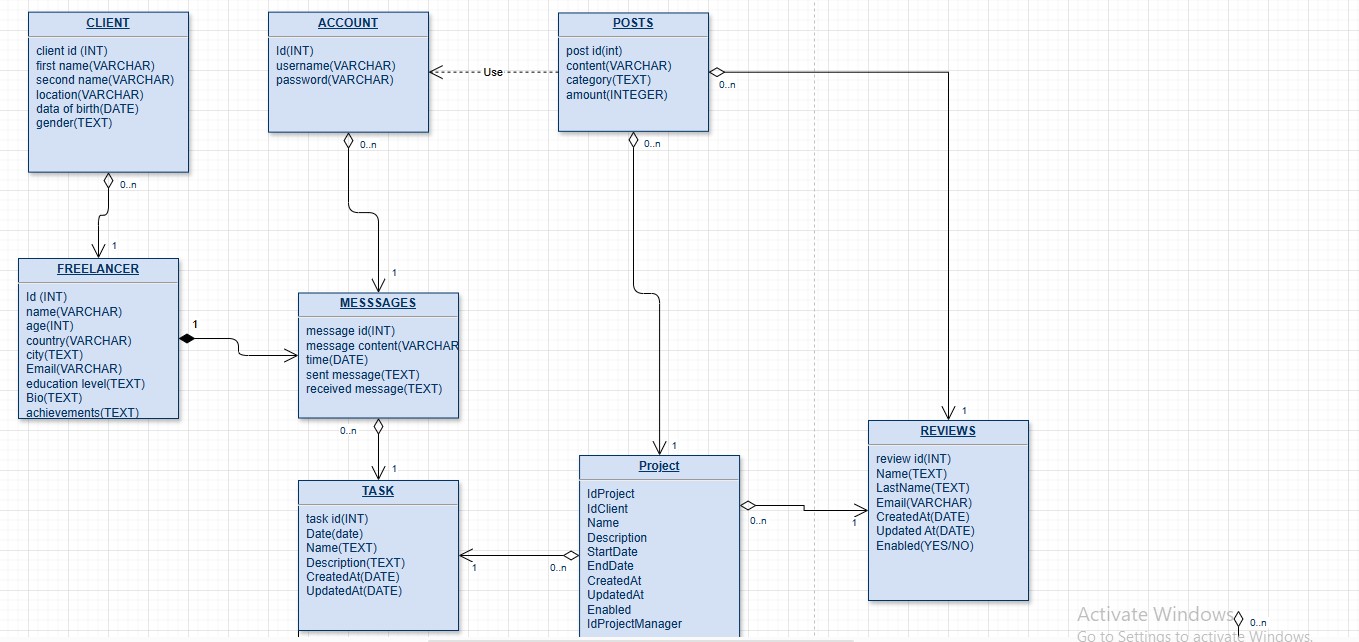 CLIENT
client id (INT)
first name(VARCHAR)
second name(VARCHAR)
location(VARCHAR)
data of birth(DATE)
gender(TEXT)
0..n
1
ACCOUNT
Id(INT)
username(VARCHAR)
password(VARCHAR)
0..n
1
Use
POSTS
post id(int)
content(VARCHAR)
category(TEXT)
amount(INTEGER)
0..n
0..n
1
1
FREELANCER
Id (INT)
name(VARCHAR)
age(INT)
country(VARCHAR)
city(TEXT)
Email(VARCHAR)
education level(TEXT)
Bio(TEXT)
achievements(TEXT)
1
MESSSAGES
message id(INT)
message content(VARCHAR
time(DATE)
sent message(TEXT)
received message(TEXT)
0..n
1
TASK
task id(INT)
Date(date)
Name(TEXT)
Description(TEXT)
CreatedAt(DATE)
UpdatedAt(DATE)
1
0..n
Project
IdProject
IdClient
Name
Description
StartDate
EndDate
CreatedAt
UpdatedAt
Enabled
IdProjectManager
0..n
1
REVIEWS
review id(INT)
Name(TEXT)
LastName(TEXT)
Email(VARCHAR)
CreatedAt(DATE)
Updated At(DATE)
Enabled(YES/NO)
Activate Windows
Go to Settings to activate Windows.
0..n